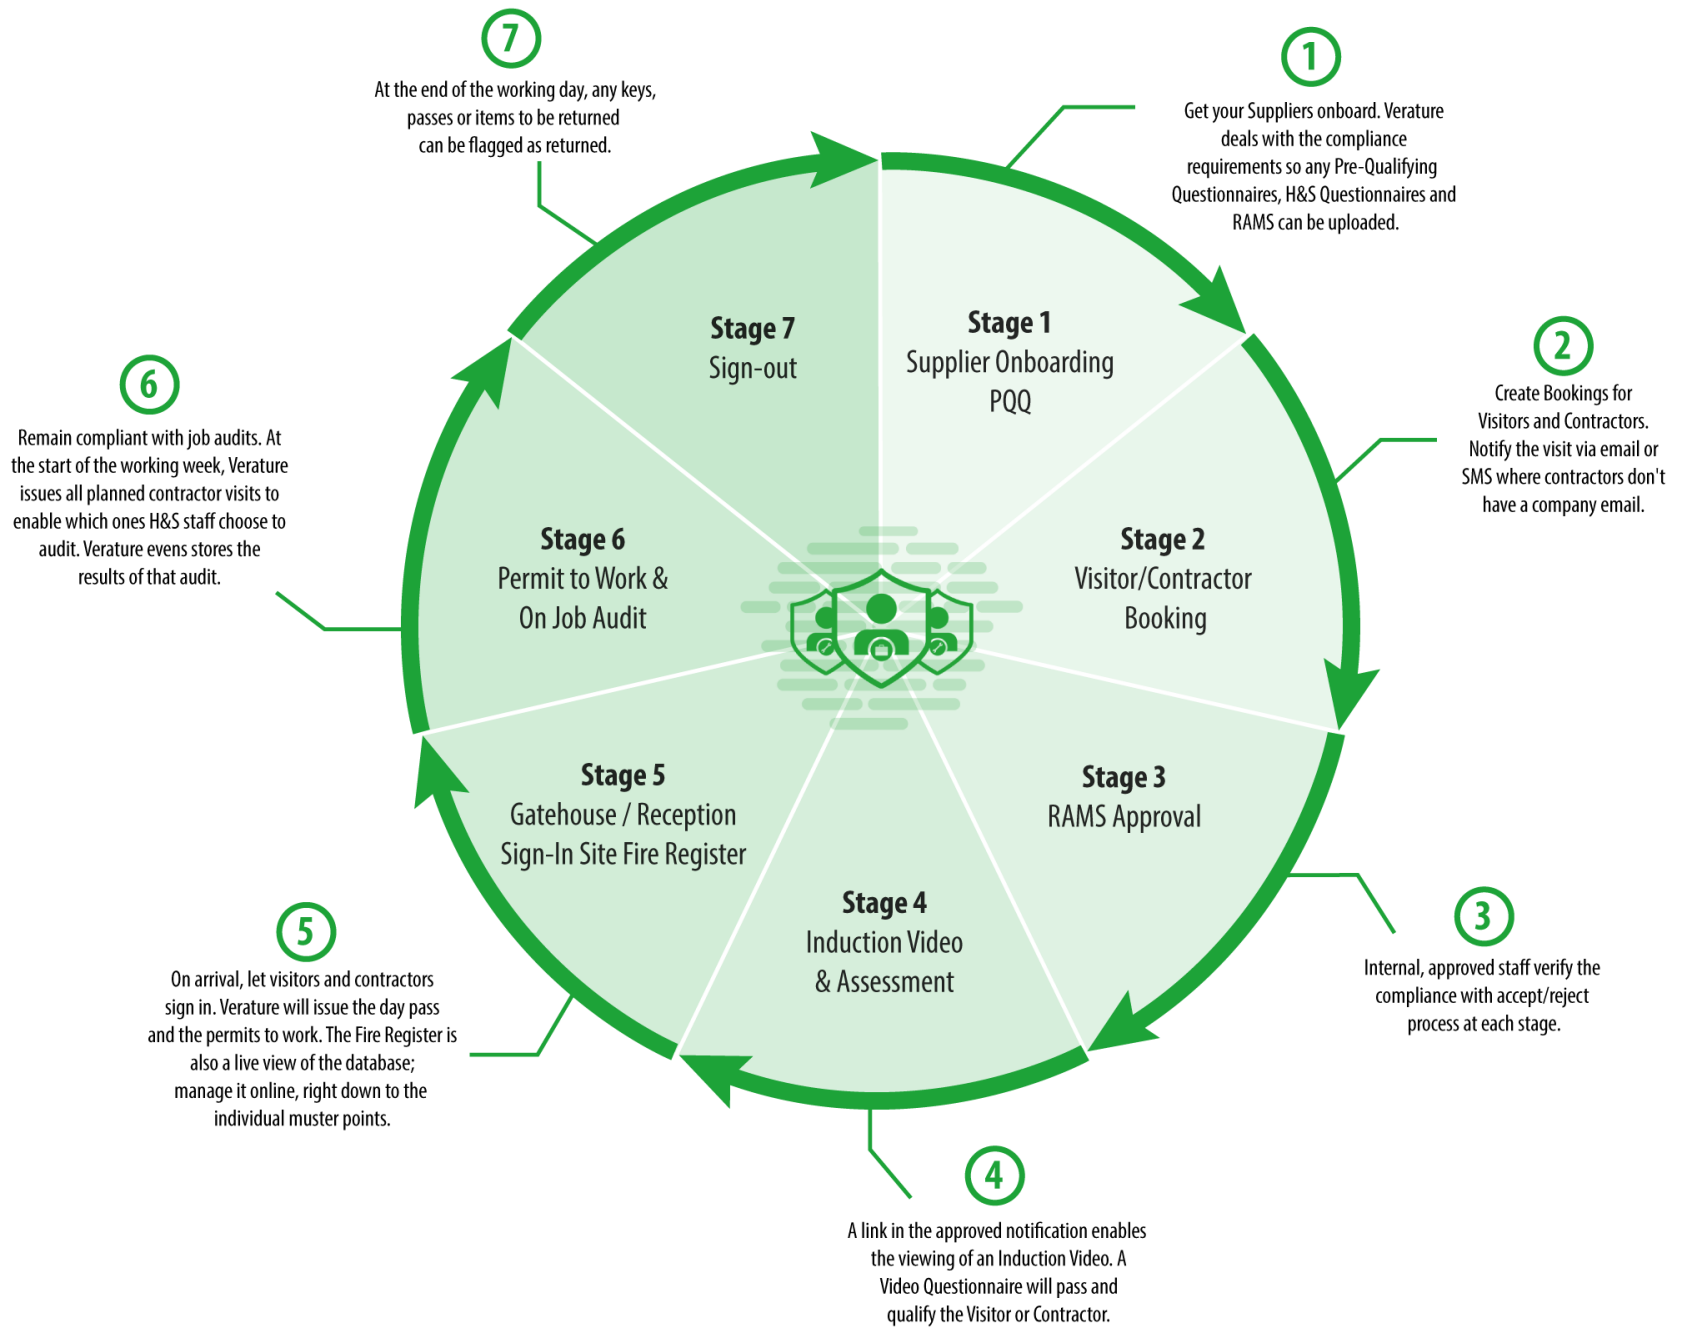 1
Get your Suppliers onboard. Verature
deals with the compliance
requirements so any Pre-Qualifying
Questionnaires, H&S Questionnaires and
RAMS can be uploaded.
2
Create Bookings for
Visitors and Contractors.
Notify the visit via email or
SMS where contractors don't
have a company email.
3
Internal, approved staff verify the
compliance with accept/reject
process at each stage.
4
A link in the approved notification enables
the viewing of an Induction Video. A
Video Questionnaire will pass and
qualify the Visitor or Contractor.
5
On arrival, let visitors and contractors
sign in. Verature will issue the day pass
and the permits to work. The Fire Register is
also a live view of the database;
manage it online, right down to the
individual muster points.
6
Remain compliant with job audits. At
the start of the working week, Verature
issues all planned contractor visits to
enable which ones H&S staff choose to
audit. Verature evens stores the
results of that audit.
7
At the end of the working day, any keys,
passes or items to be returned
can be flagged as returned.
Stage 1
Supplier Onboarding
PQQ
Stage 2
Visitor/Contractor
Booking
Stage 3
RAMS Approval
Stage 4
Induction Video
& Assessment
Stage 5
Gatehouse / Reception
Sign-In Site Fire Register
Stage 6
Permit to Work &
On Job Audit
Stage 7
Sign-out